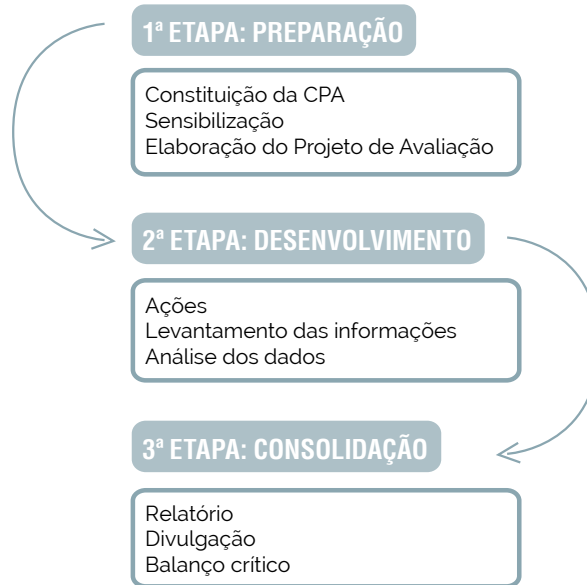 1ª ETAPA: PREPARAÇÃO
Constituição da CPA
Sensibilização
Elaboração do Projeto de Avaliação
2ª ETAPA: DESENVOLVIMENTO
Ações
Levantamento das informações
Análise dos dados
3ª ETAPA: CONSOLIDAÇÃO
Relatório
Divulgação
Balanço crítico